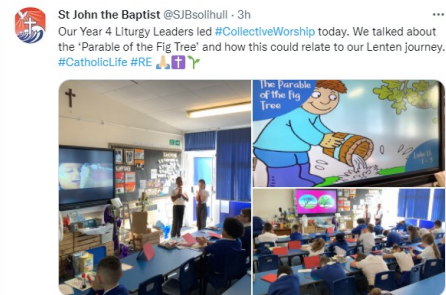 St John the Baptist @SJBsolihull · 3h
Our Year 4 Liturgy Leaders led #CollectiveWorship today. We talked about
the ‘Parable of the Fig Tree’ and how this could relate to our Lenten journey.
#CatholicLife #RE 🙏🏼✝️🌱
The Parable
of the Fig
Tree